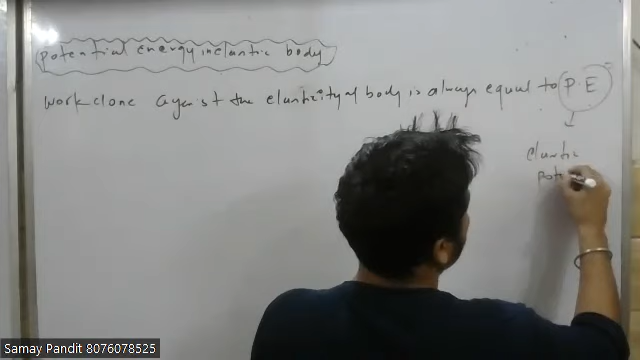 potential energy in elastic body
work done against the elasticity of body is always equal to P.E
elastic
pote
Samay Pandit 8076078525